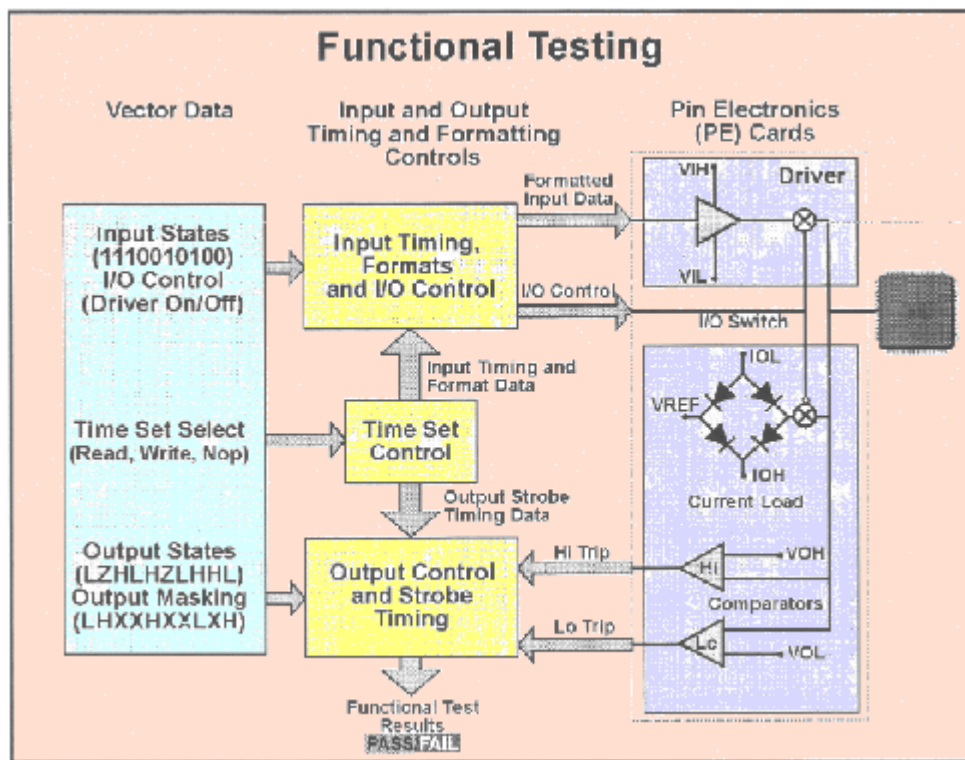 Functional Testing
Vector Data
Input and Output
Timing and Formatting
Controls
Pin Electronics
(PE) Cards
Input States
(1110010100)
I/O Control
(Driver On/Off)
Time Set Select
(Read, Write, Nop)
Output States
(LZHLHZLHHL)
Output Masking
(LHXXHXXLXH)
Input Timing,
Formats
and I/O Control
Input Timing and
Format Data
Time Set
Control
Output Strobe
Timing Data
Output Control
and Strobe
Timing
Functional Test
Results
PASS/FAIL
Formatted
Input Data
I/O Control
Hi Trip
Lo Trip
VIH
Driver
VIL
I/O Switch
IOL
VREF
IOH
Current Load
VOH
Hi
Comparators
Lo
VOL